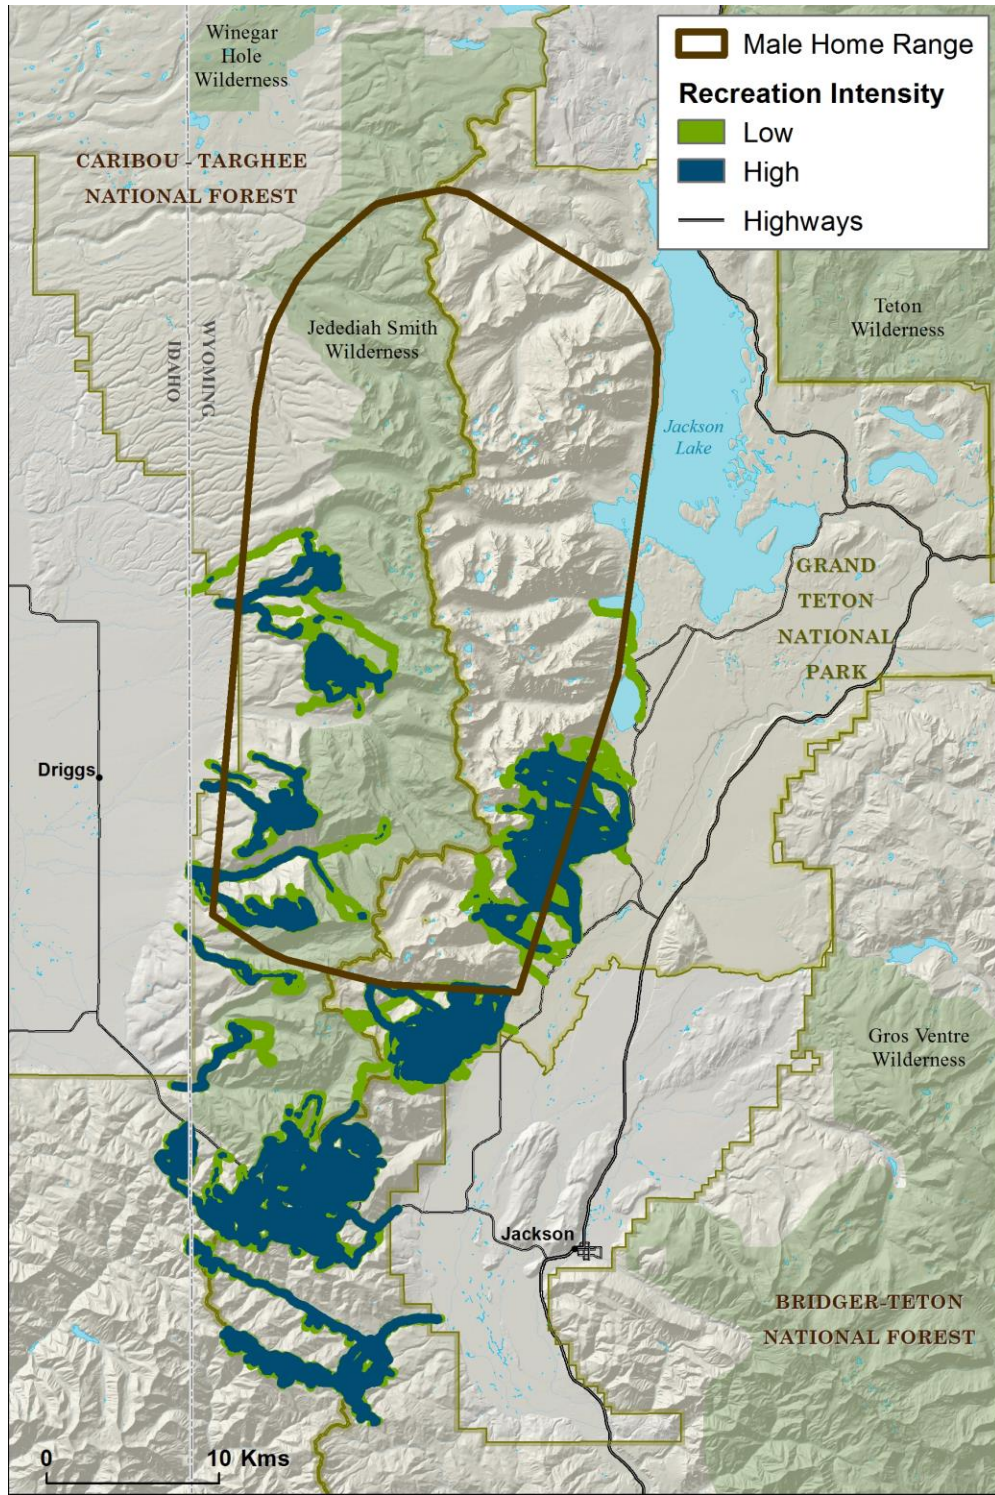 Winegar
Hole
Wilderness
Male Home Range
Recreation Intensity
Low
High
Highways
CARIBOU - TARGHEE
NATIONAL FOREST
Teton
Wilderness
Jedediah Smith
Wilderness
WYOMING
IDAHO
Jackson
Lake
GRAND
TETON
NATIONAL
PARK
Driggs
Gros Ventre
Wilderness
Jackson
BRIDGER-TETON
NATIONAL FOREST
0 10 Kms